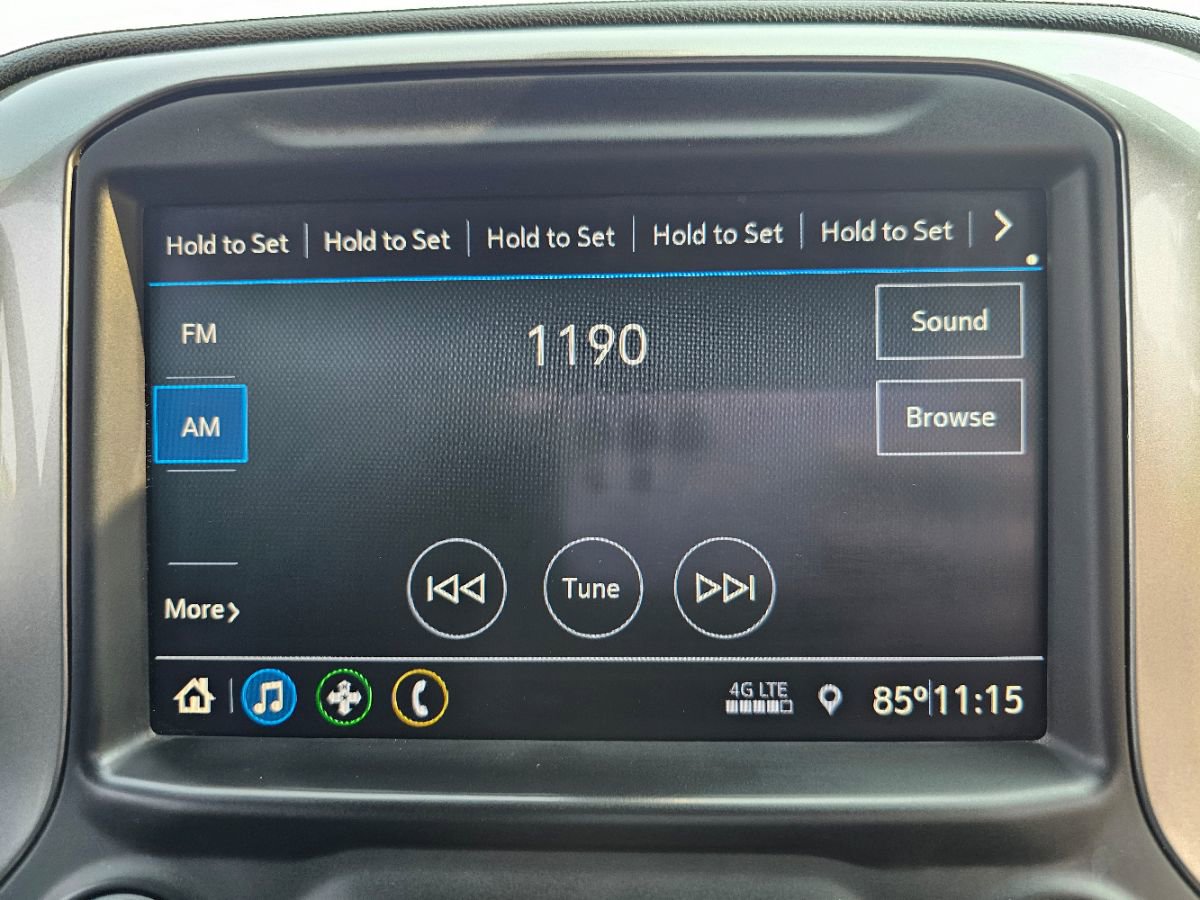 Hold to Set Hold to Set Hold to Set Hold to Set Hold to Set
FM
1190
Sound
AM
Browse
More
Tune
4G LTE
85° 11:15